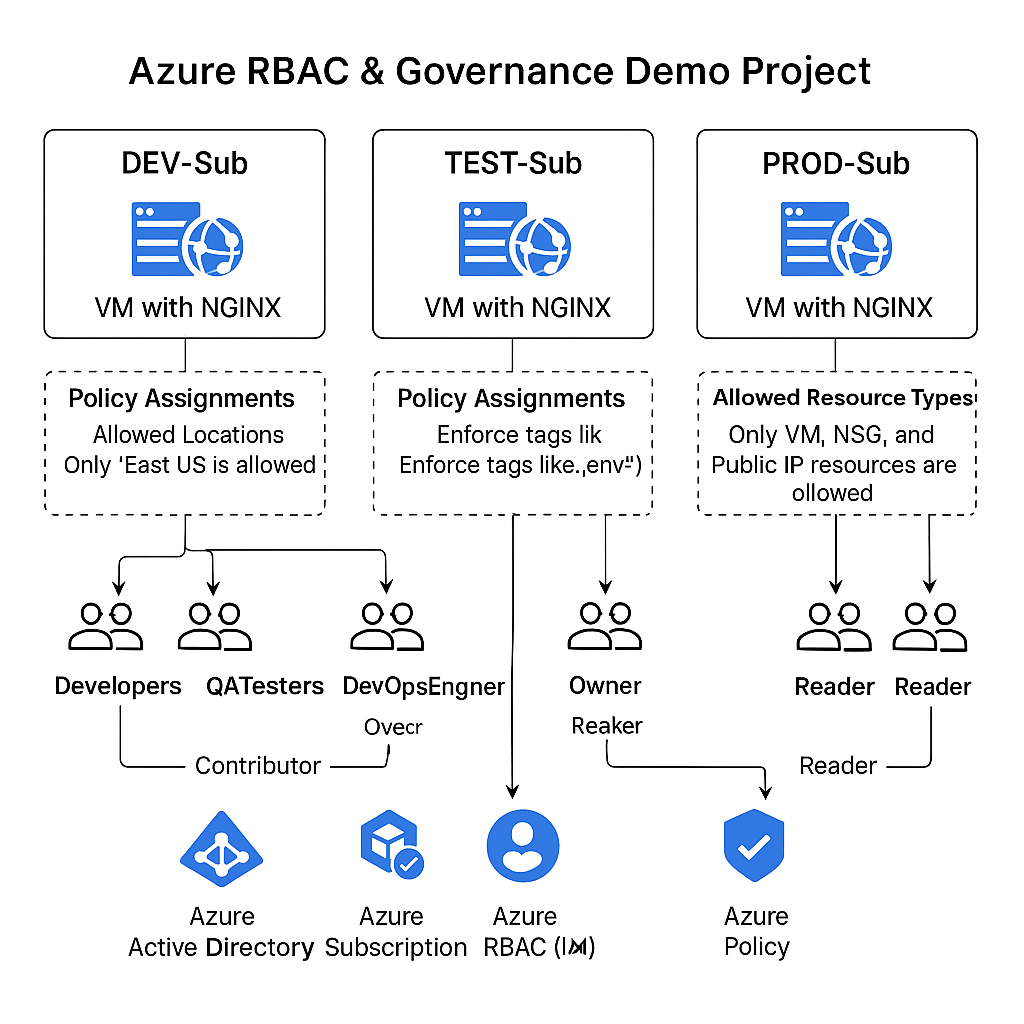 Azure RBAC & Governance Demo Project
DEV-Sub
VM with NGINX
TEST-Sub
VM with NGINX
PROD-Sub
VM with NGINX
Policy Assignments
Allowed Locations
Only 'East US is allowed
Policy Assignments
Enforce tags lik
Enforce tags like.,env")
Allowed Resource Types
Only VM, NSG, and
Public IP resources are
ollowed
Developers
QATesters
DevOpsEngner
Owner
Reader
Reader
Ovecr
Reaker
Contributor
Reader
Azure
Active Directory
Azure
Subscription
Azure
RBAC
Azure
Policy